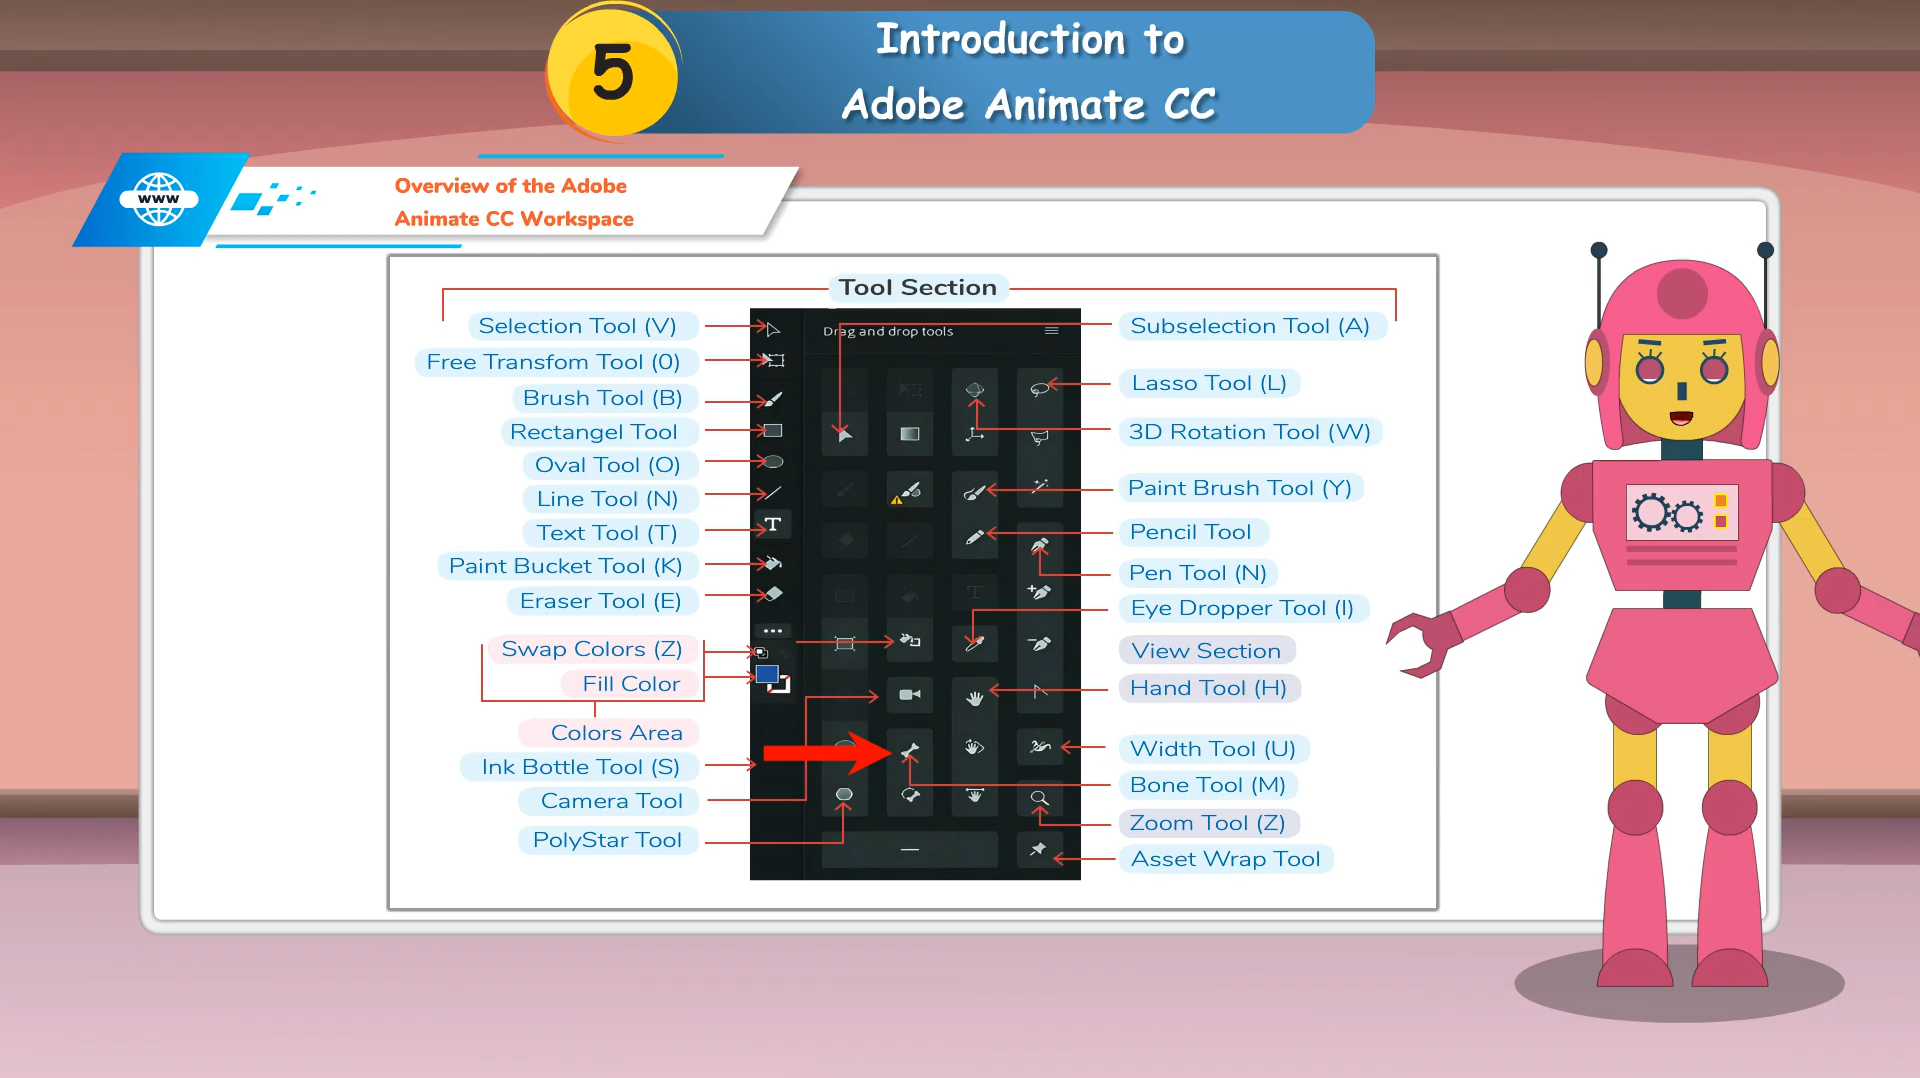 5
Introduction to
Adobe Animate CC
www
Overview of the Adobe
Animate CC Workspace
Tool Section
Selection Tool (V)
Free Transfom Tool (0)
Brush Tool (B)
Rectangel Tool
Oval Tool (O)
Line Tool (N)
Text Tool (T)
Paint Bucket Tool (K)
Eraser Tool (E)
Swap Colors (Z)
Fill Color
Colors Area
Ink Bottle Tool (S)
Camera Tool
PolyStar Tool
Drag and drop tools
T
T
Subselection Tool (A)
Lasso Tool (L)
3D Rotation Tool (W)
Paint Brush Tool (Y)
Pencil Tool
Pen Tool (N)
Eye Dropper Tool (I)
View Section
Hand Tool (H)
Width Tool (U)
Bone Tool (M)
Zoom Tool (Z)
Asset Wrap Tool